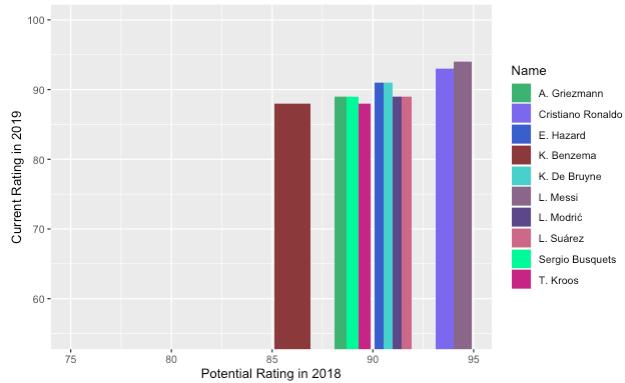 100
90
80
70
60
Current Rating in 2019
75
80
85
90
95
Potential Rating in 2018
Name
A. Griezmann
Cristiano Ronaldo
E. Hazard
K. Benzema
K. De Bruyne
L. Messi
L. Modrić
L. Suárez
Sergio Busquets
T. Kroos